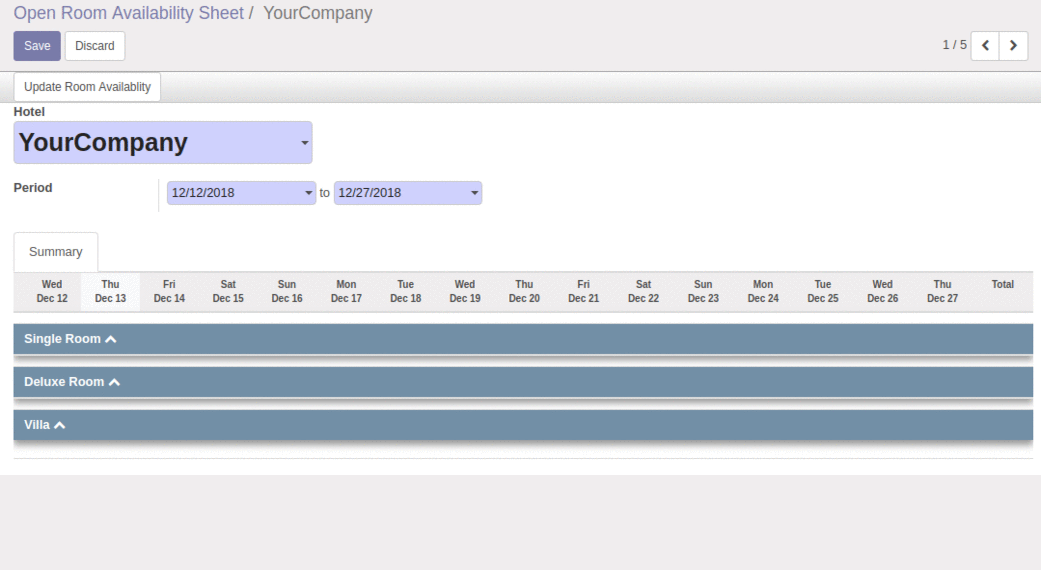 Open Room Availability Sheet / YourCompany
Save Discard 1 / 5
Update Room Availablity
Hotel
YourCompany
Period 12/12/2018 to 12/27/2018
Summary
Wed Thu Fri Sat Sun Mon Tue Wed Thu Fri Sat Sun Mon Tue Wed Thu Total
Dec 12 Dec 13 Dec 14 Dec 15 Dec 16 Dec 17 Dec 18 Dec 19 Dec 20 Dec 21 Dec 22 Dec 23 Dec 24 Dec 25 Dec 26 Dec 27
Single Room
Deluxe Room
Villa